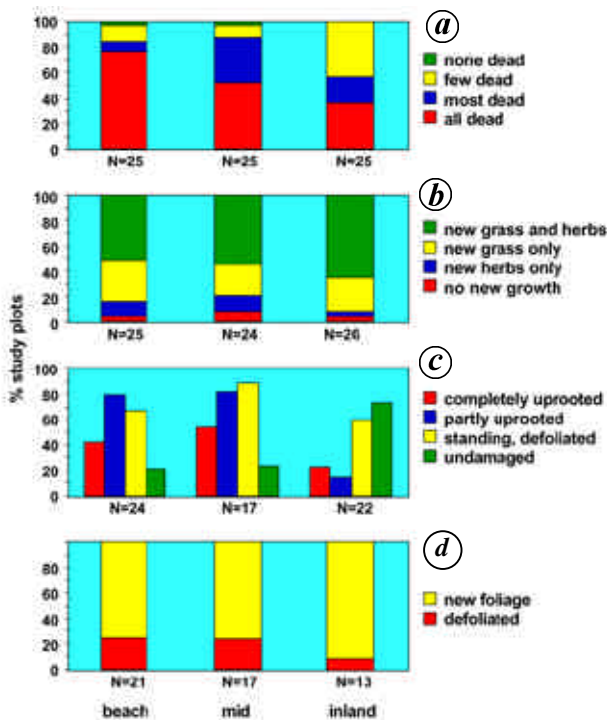 a
100
80
60
40
20
0
none dead
few dead
most dead
all dead
N=25 N=25 N=25
b
100
80
60
40
20
0
new grass and herbs
new grass only
new herbs only
no new growth
N=25 N=24 N=26
% study plots
c
100
80
60
40
20
0
completely uprooted
partly uprooted
standing, defoliated
undamaged
N=24 N=17 N=22
d
80
60
40
20
0
new foliage
defoliated
N=21 N=17 N=13
beach mid inland